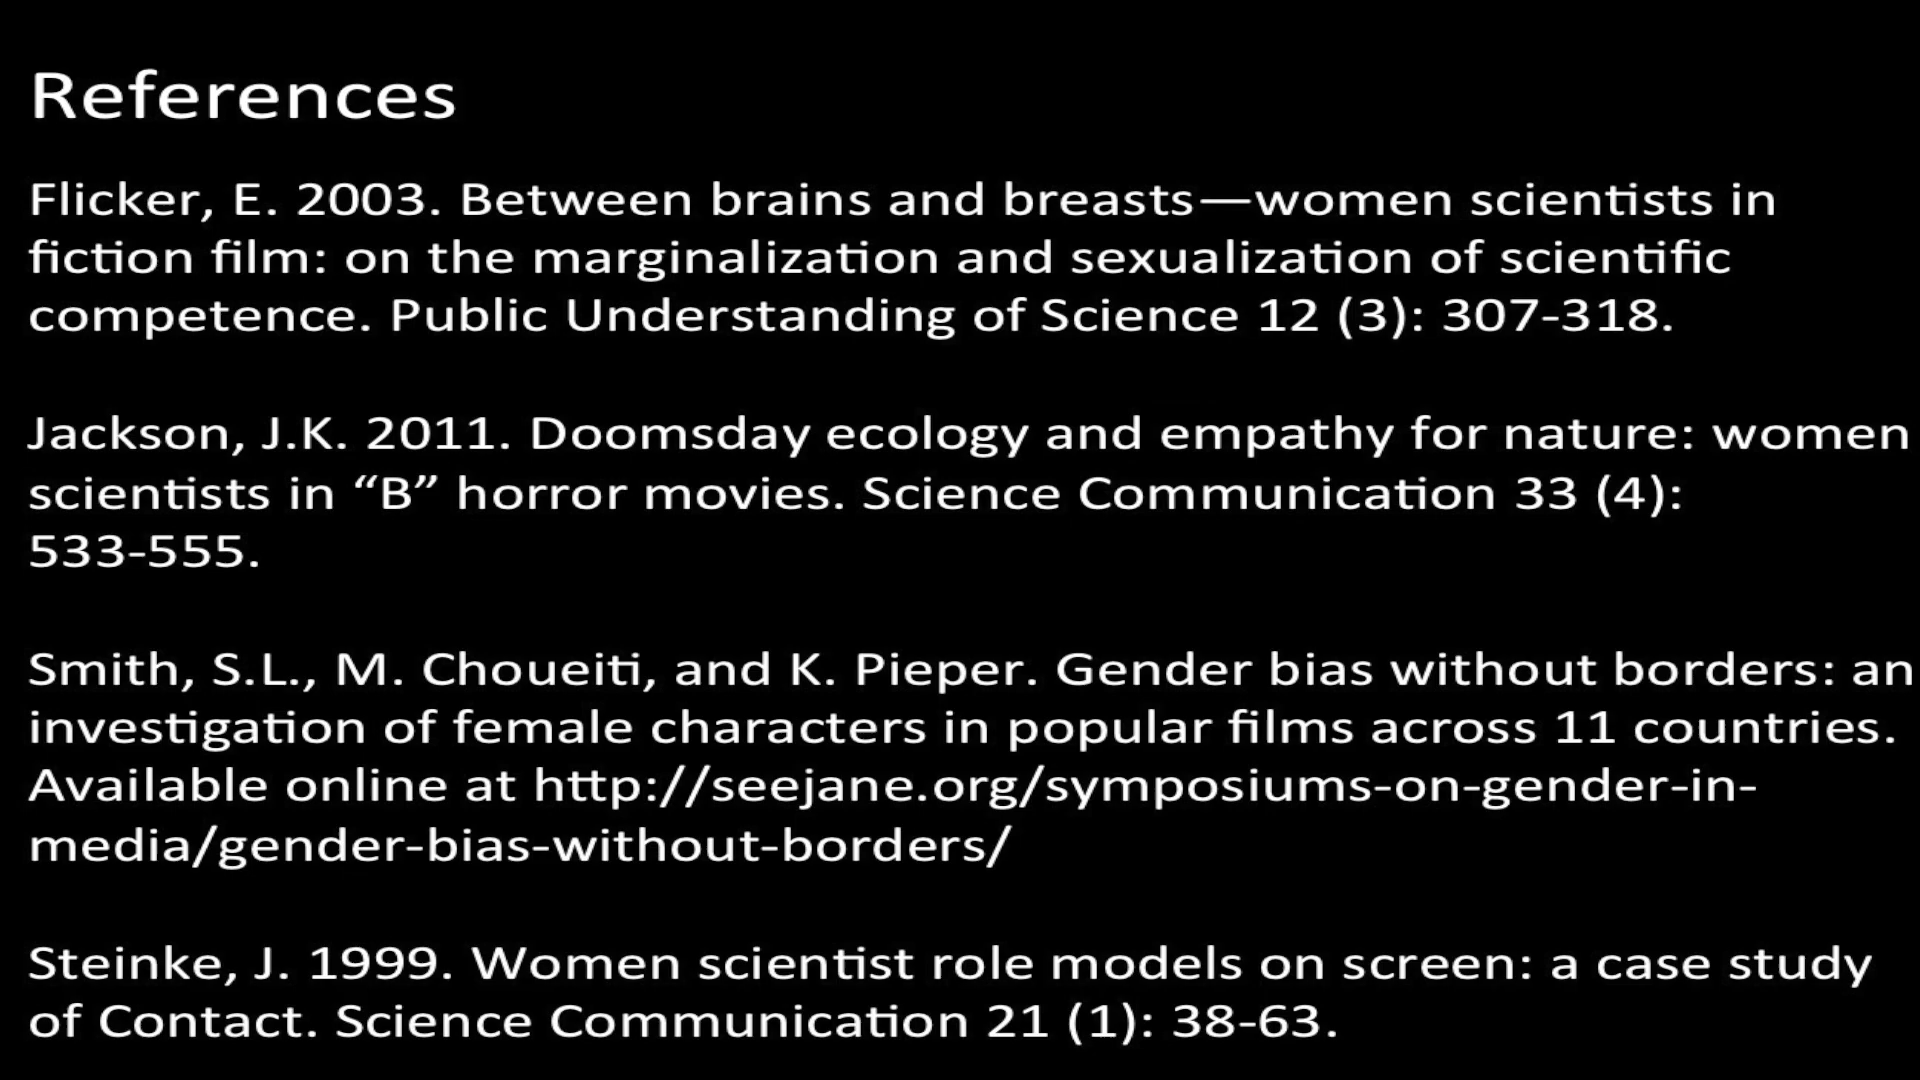 References
Flicker, E. 2003. Between brains and breasts—women scientists in
fiction film: on the marginalization and sexualization of scientific
competence. Public Understanding of Science 12 (3): 307-318.
Jackson, J.K. 2011. Doomsday ecology and empathy for nature: women
scientists in “B” horror movies. Science Communication 33 (4):
533-555.
Smith, S.L., M. Choueiti, and K. Pieper. Gender bias without borders: an
investigation of female characters in popular films across 11 countries.
Available online at http://seejane.org/symposiums-on-gender-in-
media/gender-bias-without-borders/
Steinke, J. 1999. Women scientist role models on screen: a case study
of Contact. Science Communication 21 (1): 38-63.